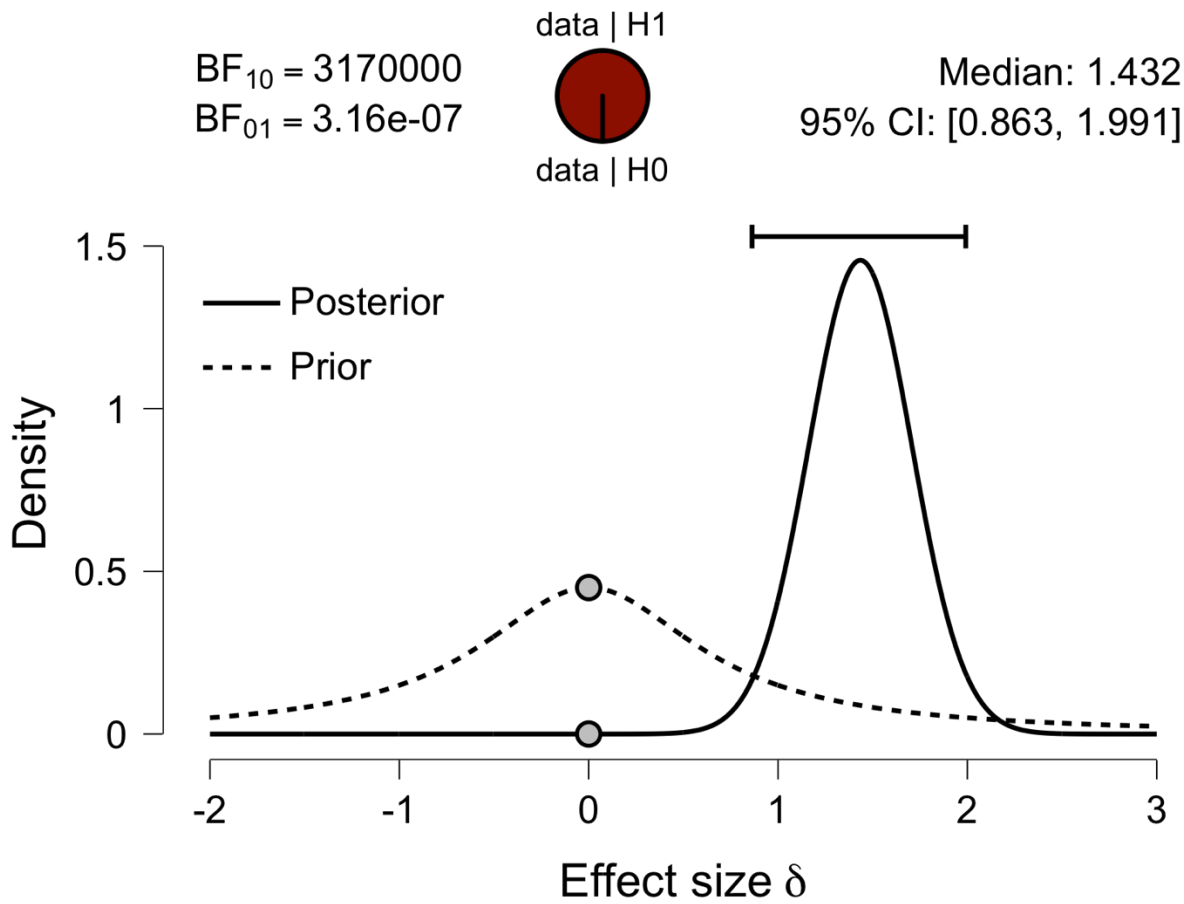 data | H1
BF₁₀ = 3170000
BF₀₁ = 3.16e-07
data | H0
Median: 1.432
95% CI: [0.863, 1.991]
Posterior
Prior
Density
1.5
1
0.5
0
-2 -1 0 1 2 3
Effect size δ